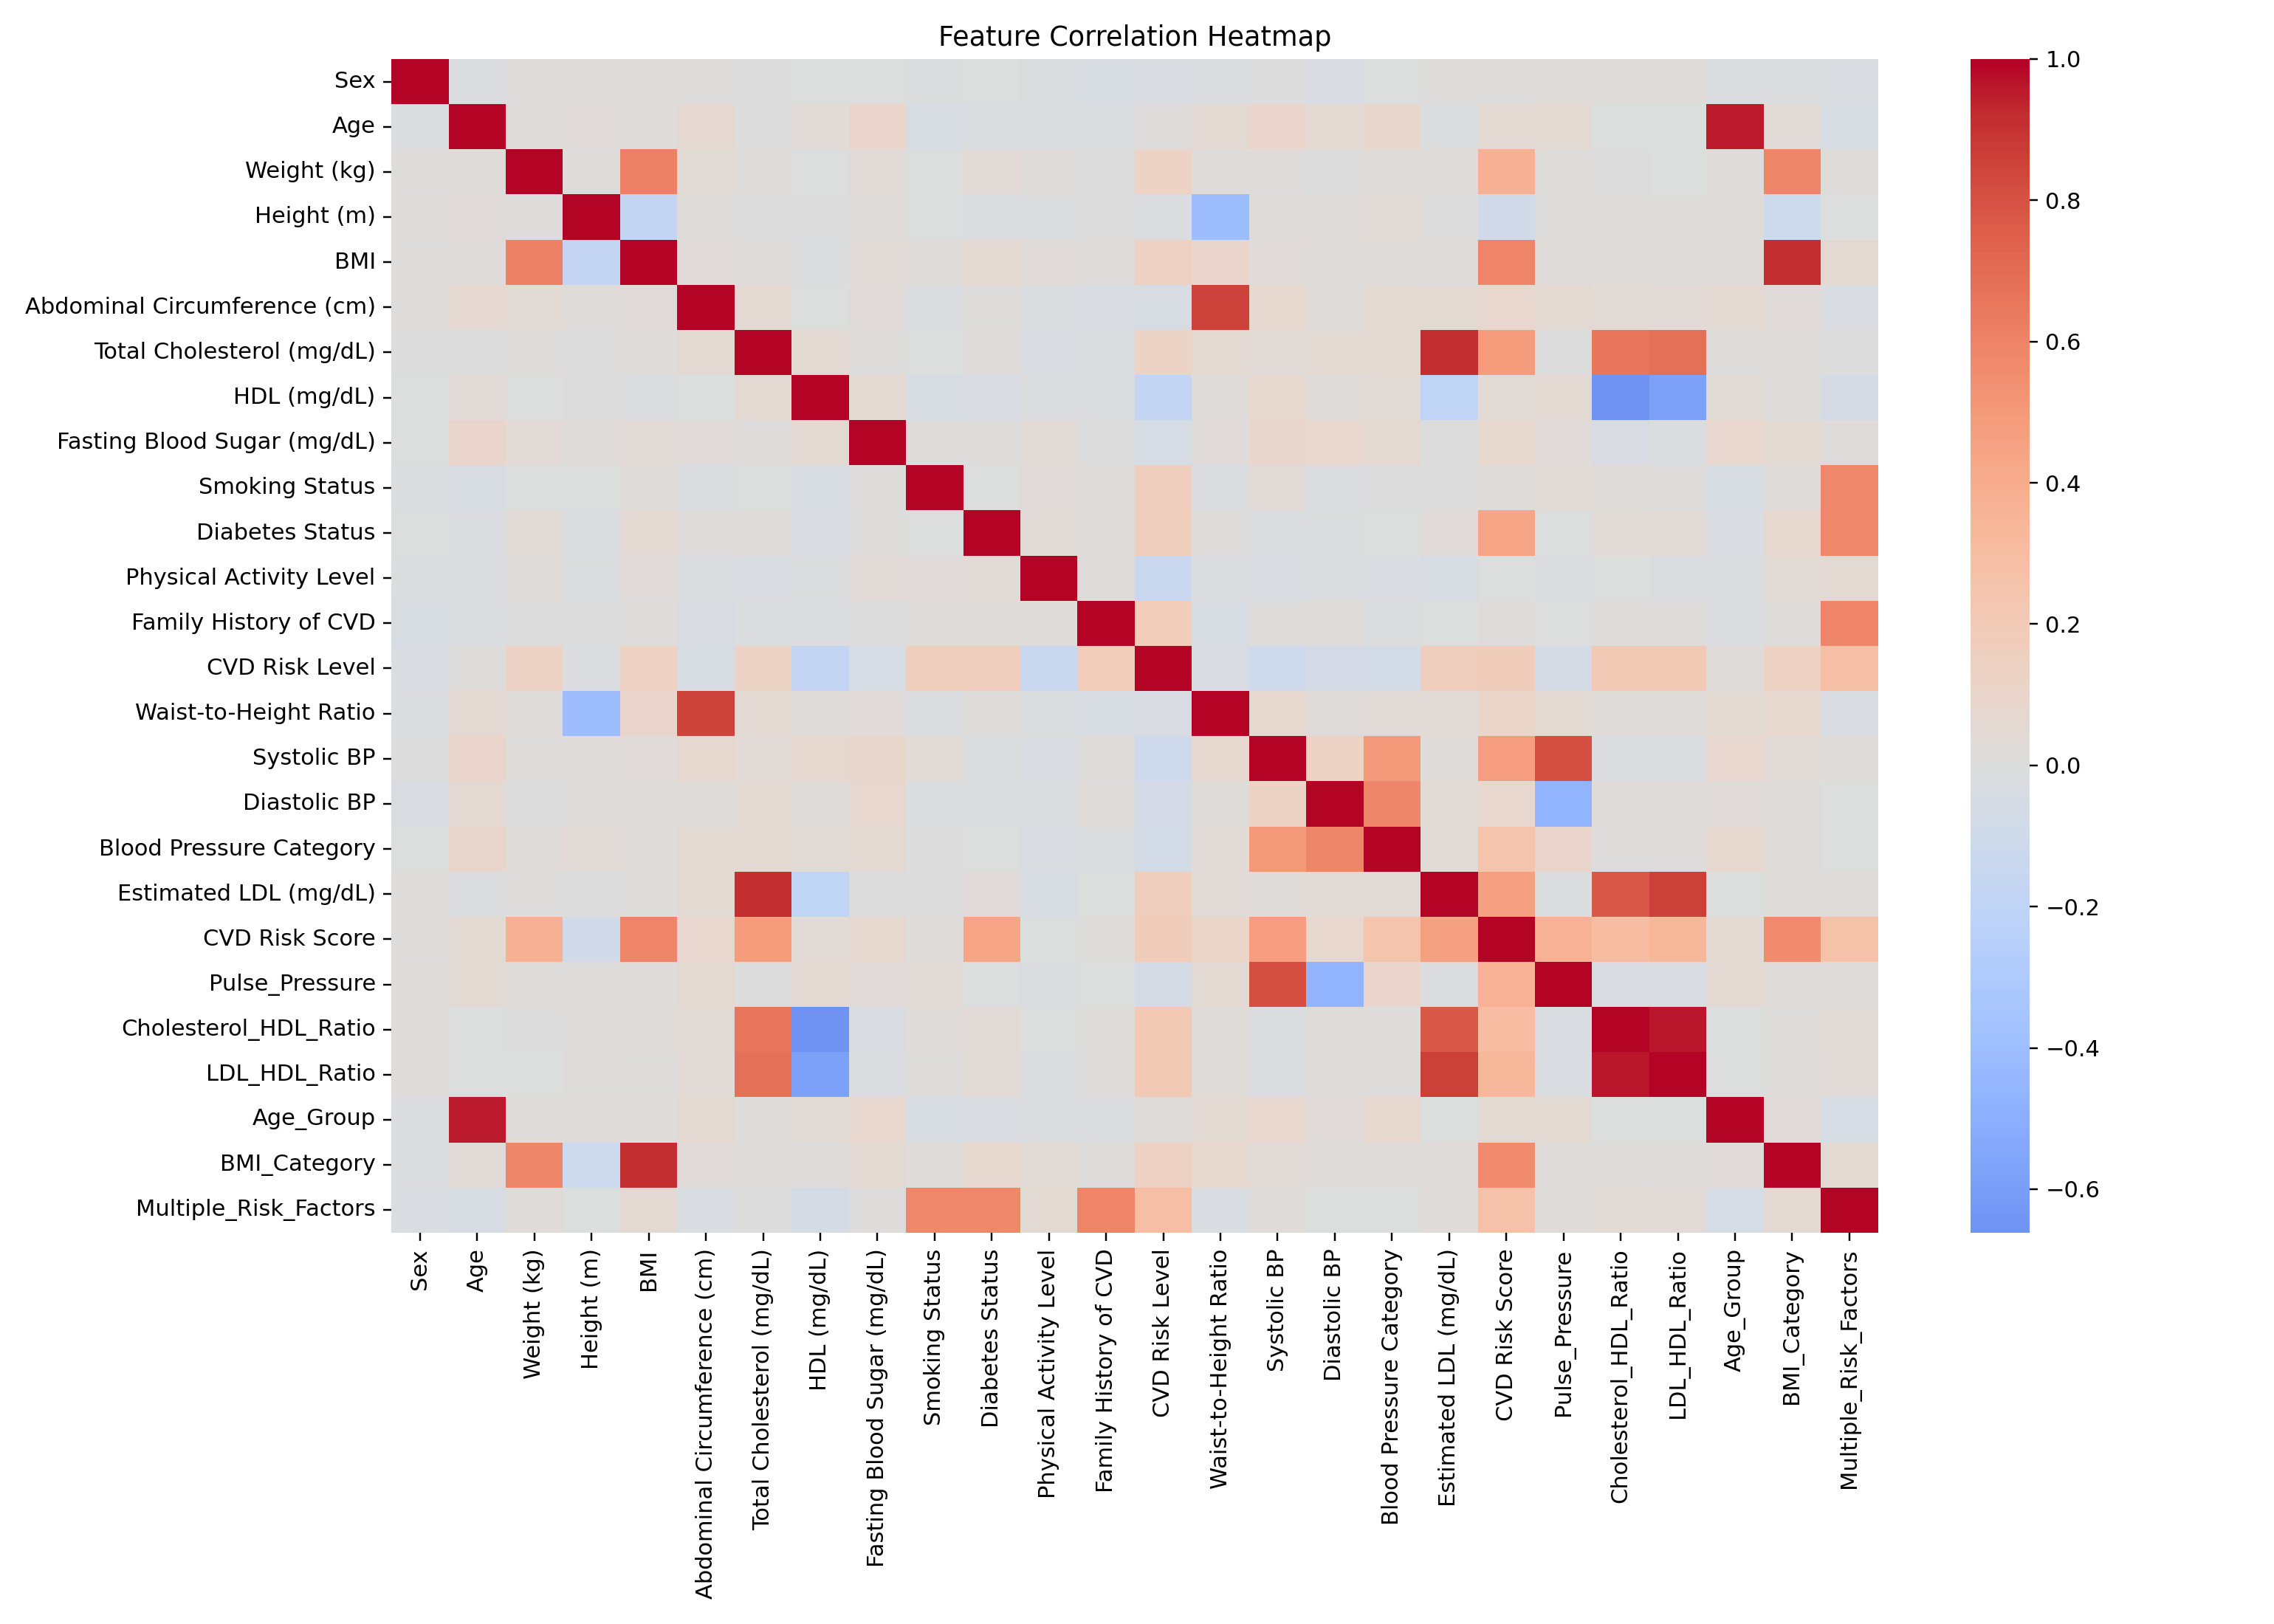 Feature Correlation Heatmap
Sex
Age
Weight (kg)
Height (m)
BMI
Abdominal Circumference (cm)
Total Cholesterol (mg/dL)
HDL (mg/dL)
Fasting Blood Sugar (mg/dL)
Smoking Status
Diabetes Status
Physical Activity Level
Family History of CVD
CVD Risk Level
Waist-to-Height Ratio
Systolic BP
Diastolic BP
Blood Pressure Category
Estimated LDL (mg/dL)
CVD Risk Score
Pulse_Pressure
Cholesterol_HDL_Ratio
LDL_HDL_Ratio
Age_Group
BMI_Category
Multiple_Risk_Factors
Sex
Age
Weight (kg)
Height (m)
BMI
Abdominal Circumference (cm)
Total Cholesterol (mg/dL)
HDL (mg/dL)
Fasting Blood Sugar (mg/dL)
Smoking Status
Diabetes Status
Physical Activity Level
Family History of CVD
CVD Risk Level
Waist-to-Height Ratio
Systolic BP
Diastolic BP
Blood Pressure Category
Estimated LDL (mg/dL)
CVD Risk Score
Pulse_Pressure
Cholesterol_HDL_Ratio
LDL_HDL_Ratio
Age_Group
BMI_Category
Multiple_Risk_Factors
1.0
0.8
0.6
0.4
0.2
0.0
−0.2
−0.4
−0.6